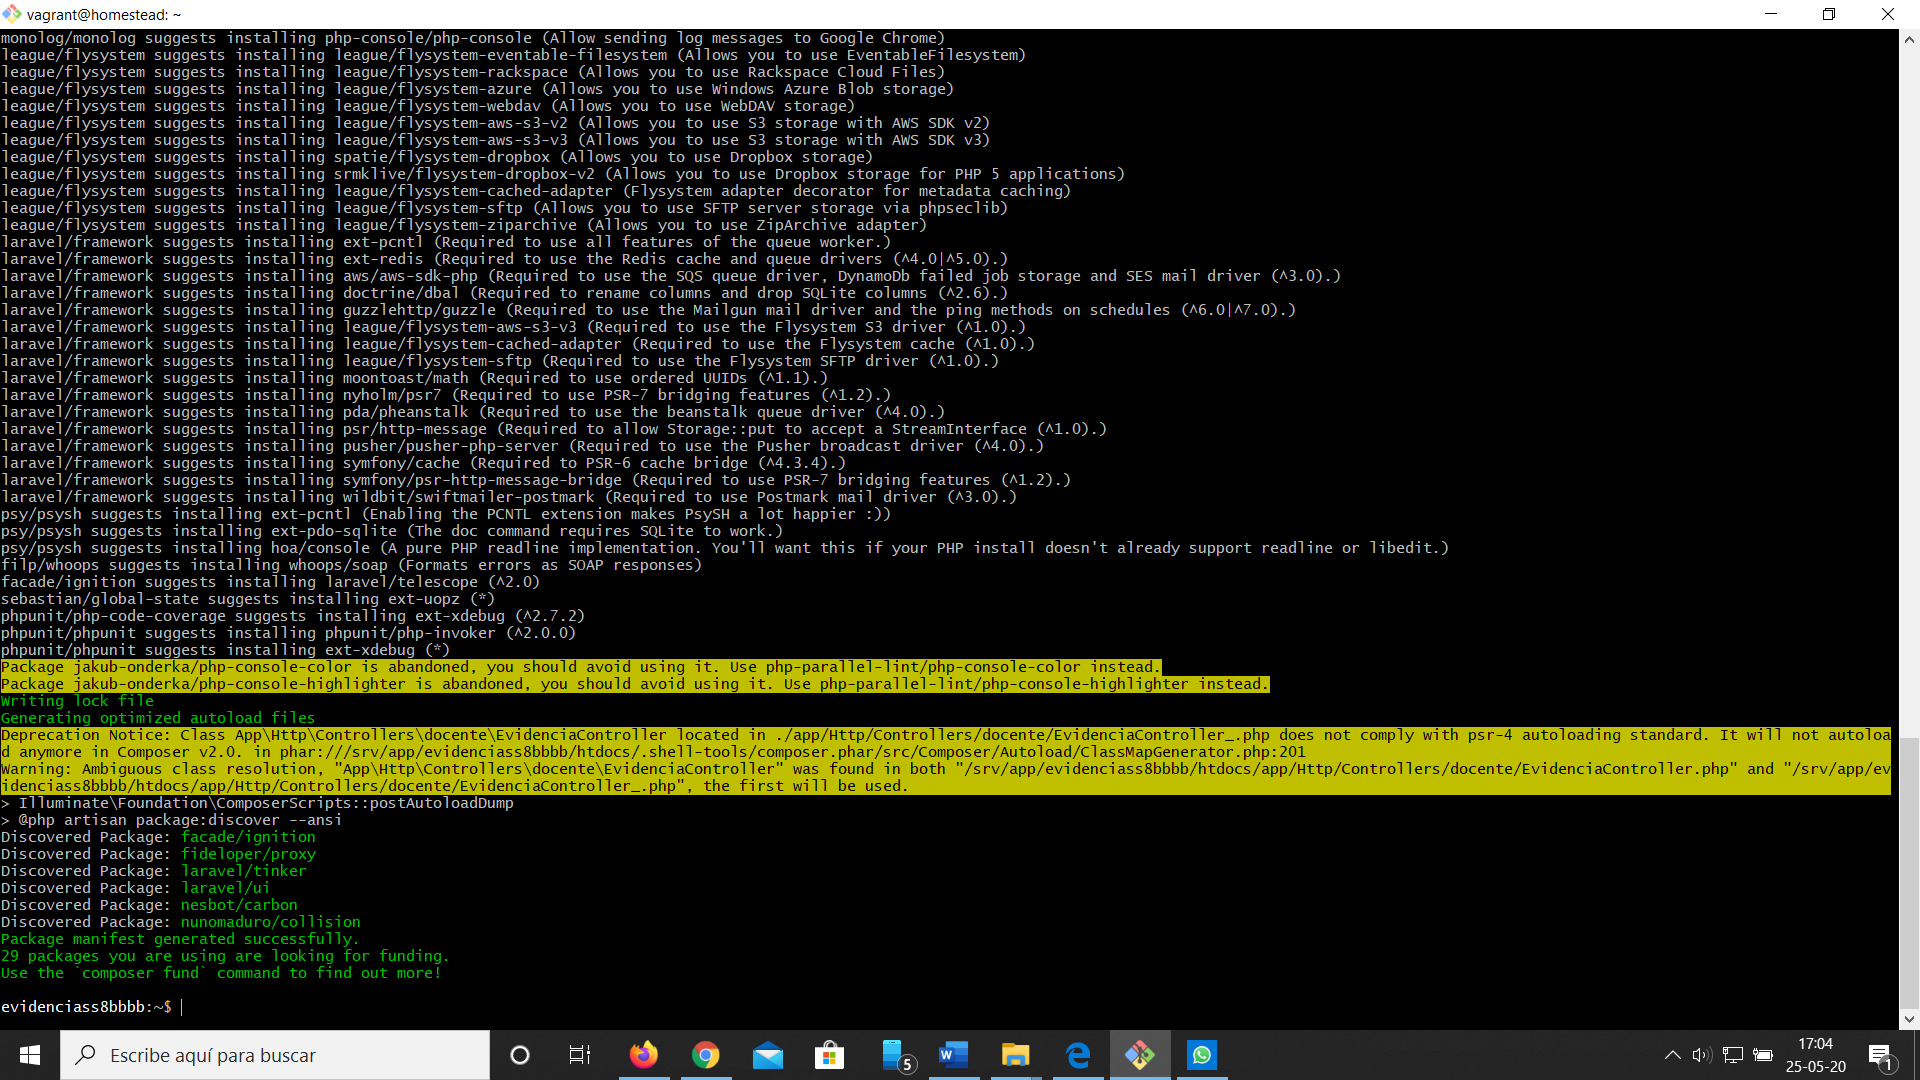 vagrant@homestead: ~
monolog/monolog suggests installing php-console/php-console (Allow sending log messages to Google Chrome)
league/flysystem suggests installing league/flysystem-eventable-filesystem (Allows you to use EventableFilesystem)
league/flysystem suggests installing league/flysystem-rackspace (Allows you to use Rackspace Cloud Files)
league/flysystem suggests installing league/flysystem-azure (Allows you to use Windows Azure Blob storage)
league/flysystem suggests installing league/flysystem-webdav (Allows you to use WebDAV storage)
league/flysystem suggests installing league/flysystem-aws-s3-v2 (Allows you to use S3 storage with AWS SDK v2)
league/flysystem suggests installing league/flysystem-aws-s3-v3 (Allows you to use S3 storage with AWS SDK v3)
league/flysystem suggests installing spatie/flysystem-dropbox (Allows you to use Dropbox storage)
league/flysystem suggests installing srmklive/flysystem-dropbox-v2 (Allows you to use Dropbox storage for PHP 5 applications)
league/flysystem suggests installing league/flysystem-cached-adapter (Flysystem adapter decorator for metadata caching)
league/flysystem suggests installing league/flysystem-sftp (Allows you to use SFTP server storage via phpseclib)
league/flysystem suggests installing league/flysystem-ziparchive (Allows you to use ZipArchive adapter)
laravel/framework suggests installing ext-pcntl (Required to use all features of the queue worker.)
laravel/framework suggests installing ext-redis (Required to use the Redis cache and queue drivers (^4.0|^5.0).)
laravel/framework suggests installing aws/aws-sdk-php (Required to use the SQS queue driver, DynamoDb failed job storage and SES mail driver (^3.0).)
laravel/framework suggests installing doctrine/dbal (Required to rename columns and drop SQLite columns (^2.6).)
laravel/framework suggests installing guzzlehttp/guzzle (Required to use the Mailgun mail driver and the ping methods on schedules (^6.0|^7.0).)
laravel/framework suggests installing league/flysystem-aws-s3-v3 (Required to use the Flysystem S3 driver (^1.0).)
laravel/framework suggests installing league/flysystem-cached-adapter (Required to use the Flysystem cache (^1.0).)
laravel/framework suggests installing league/flysystem-sftp (Required to use the Flysystem SFTP driver (^1.0).)
laravel/framework suggests installing moontoast/math (Required to use ordered UUIDs (^1.1).)
laravel/framework suggests installing nyholm/psr7 (Required to use PSR-7 bridging features (^1.2).)
laravel/framework suggests installing pda/pheanstalk (Required to use the beanstalk queue driver (^4.0).)
laravel/framework suggests installing psr/http-message (Required to allow Storage::put to accept a StreamInterface (^1.0).)
laravel/framework suggests installing pusher/pusher-php-server (Required to use the Pusher broadcast driver (^4.0).)
laravel/framework suggests installing symfony/cache (Required to PSR-6 cache bridge (^4.3.4).)
laravel/framework suggests installing symfony/psr-http-message-bridge (Required to use PSR-7 bridging features (^1.2).)
laravel/framework suggests installing wildbit/swiftmailer-postmark (Required to use Postmark mail driver (^3.0).)
psy/psysh suggests installing ext-pcntl (Enabling the PCNTL extension makes PsySH a lot happier :))
psy/psysh suggests installing ext-pdo-sqlite (The doc command requires SQLite to work.)
psy/psysh suggests installing hoa/console (A pure PHP readline implementation. You'll want this if your PHP install doesn't already support readline or libedit.)
filp/whoops suggests installing whoops/soap (Formats errors as SOAP responses)
facade/ignition suggests installing laravel/telescope (^2.0)
sebastian/global-state suggests installing ext-uopz (*)
phpunit/php-code-coverage suggests installing ext-xdebug (^2.7.2)
phpunit/phpunit suggests installing phpunit/php-invoker (^2.0.0)
phpunit/phpunit suggests installing ext-xdebug (*)
Package jakub-onderka/php-console-color is abandoned, you should avoid using it. Use php-parallel-lint/php-console-color instead.
Package jakub-onderka/php-console-highlighter is abandoned, you should avoid using it. Use php-parallel-lint/php-console-highlighter instead.
Writing lock file
Generating optimized autoload files
Deprecation Notice: Class App\Http\Controllers\docente\EvidenciaController located in ./app/Http/Controllers/docente/EvidenciaController_.php does not comply with psr-4 autoloading standard. It will not autoloa
d anymore in Composer v2.0. in phar:///srv/app/evidenciass8bbbb/htdocs/.shell-tools/composer.phar/src/Composer/Autoload/ClassMapGenerator.php:201
Warning: Ambiguous class resolution, "App\Http\Controllers\docente\EvidenciaController" was found in both "/srv/app/evidenciass8bbbb/htdocs/app/Http/Controllers/docente/EvidenciaController.php" and "/srv/app/ev
idenciass8bbbb/htdocs/app/Http/Controllers/docente/EvidenciaController_.php", the first will be used.
> Illuminate\Foundation\ComposerScripts::postAutoloadDump
> @php artisan package:discover --ansi
Discovered Package: facade/ignition
Discovered Package: fideloper/proxy
Discovered Package: laravel/tinker
Discovered Package: laravel/ui
Discovered Package: nesbot/carbon
Discovered Package: nunomaduro/collision
Package manifest generated successfully.
29 packages you are using are looking for funding.
Use the `composer fund` command to find out more!
evidenciass8bbbb:~$
Escribe aquí para buscar
5
W
17:04
25-05-20
1